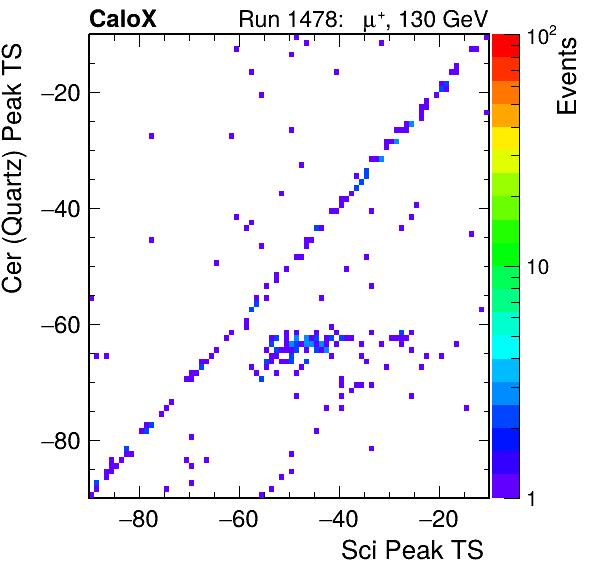 CaloX Run 1478: μ⁺, 130 GeV
Cer (Quartz) Peak TS
−20
−40
−60
−80
−80 −60 −40 −20
Sci Peak TS
10²
10
1
Events